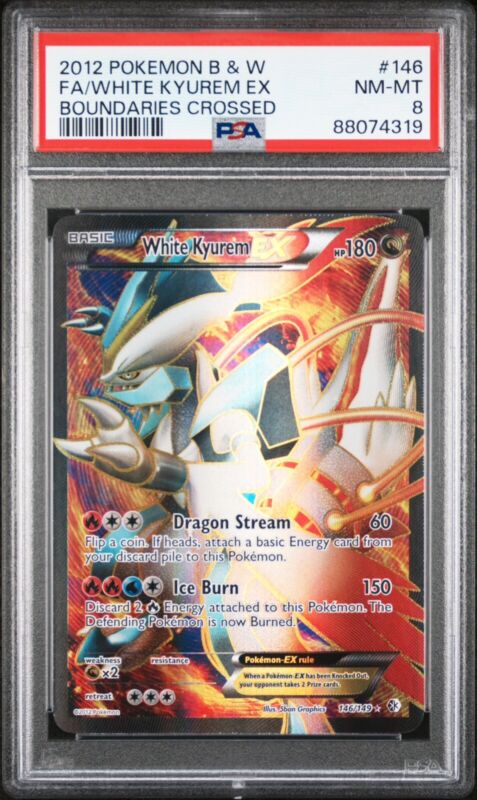 2012 POKEMON B & W #146
FA/WHITE KYUREM EX NM-MT
BOUNDARIES CROSSED 8
PSA 88074319
BASIC White Kyurem EX HP180
Dragon Stream 60
Flip a coin. If heads, attach a basic Energy card from
your discard pile to this Pokémon.
Ice Burn 150
Discard 2 Energy attached to this Pokémon. The
Defending Pokémon is now Burned.
weakness resistance
×2
Pokémon-EX rule
When a Pokémon-EX has been Knocked Out,
your opponent takes 2 Prize cards.
retreat
©2012 Pokémon Illus. 5ban Graphics 146/149
PSA